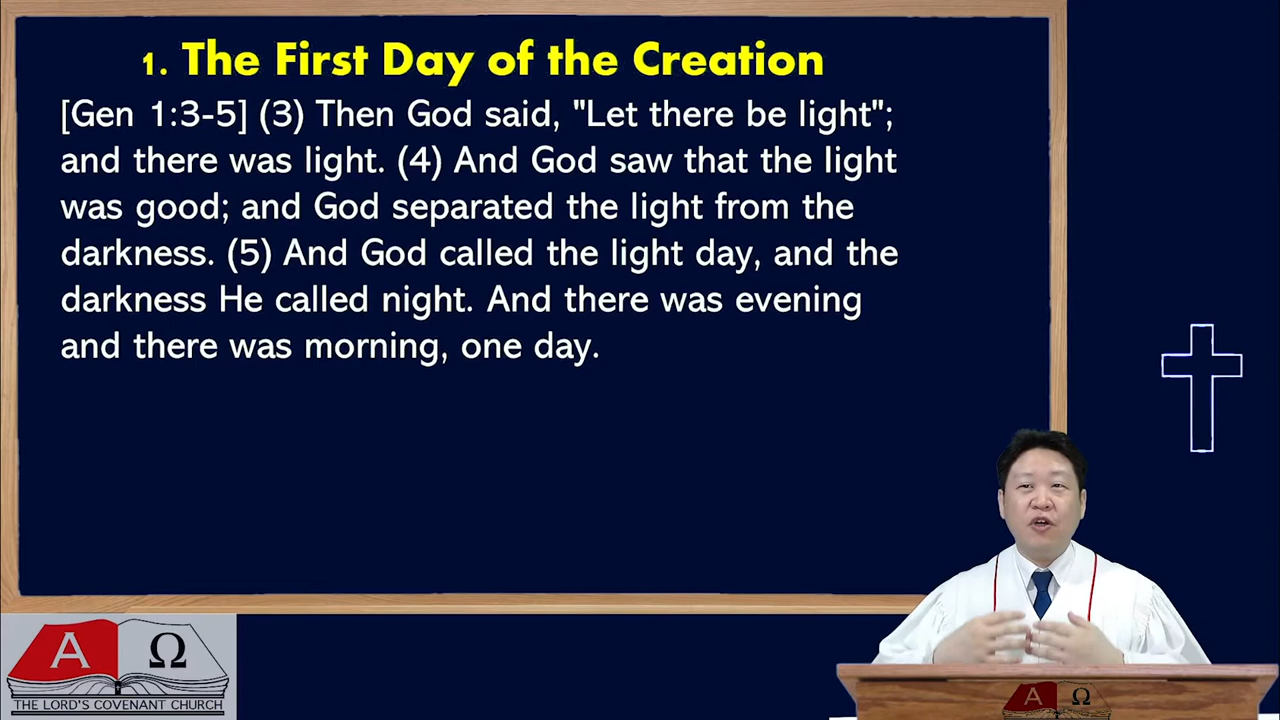 1. The First Day of the Creation
[Gen 1:3-5] (3) Then God said, "Let there be light";
and there was light. (4) And God saw that the light
was good; and God separated the light from the
darkness. (5) And God called the light day, and the
darkness He called night. And there was evening
and there was morning, one day.
A Ω
THE LORD'S COVENANT CHURCH
A Ω